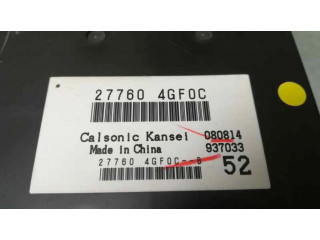 27760 4GF0C
Calsonic Kansei 080814
Made in China 937033
27760 4GF0C--B 52